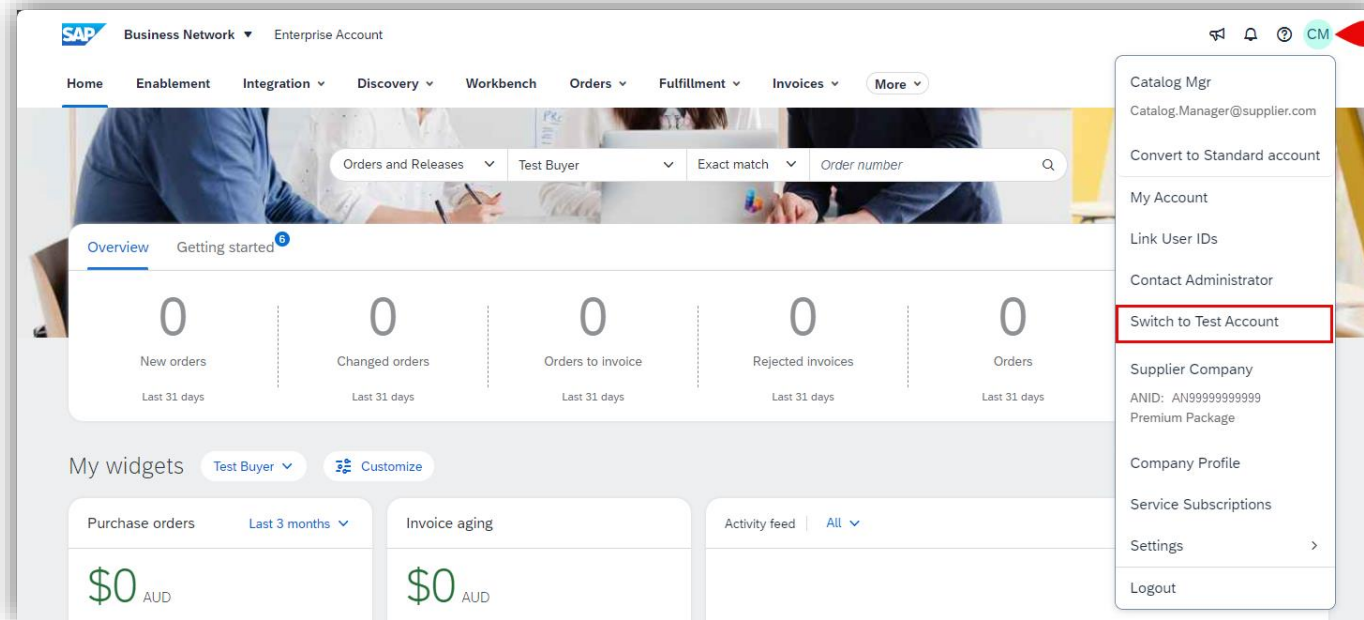 SAP Business Network Enterprise Account CM
Home Enablement Integration Discovery Workbench Orders Fulfillment Invoices More
Orders and Releases Test Buyer Exact match Order number
Overview Getting started 6
0 0 0 0 0
New orders Changed orders Orders to invoice Rejected invoices Orders
Last 31 days Last 31 days Last 31 days Last 31 days Last 31 days
My widgets Test Buyer Customize
Purchase orders Last 3 months Invoice aging Activity feed All
$0 AUD $0 AUD
Catalog Mgr
Catalog.Manager@supplier.com
Convert to Standard account
My Account
Link User IDs
Contact Administrator
Switch to Test Account
Supplier Company
ANID: AN99999999999
Premium Package
Company Profile
Service Subscriptions
Settings
Logout